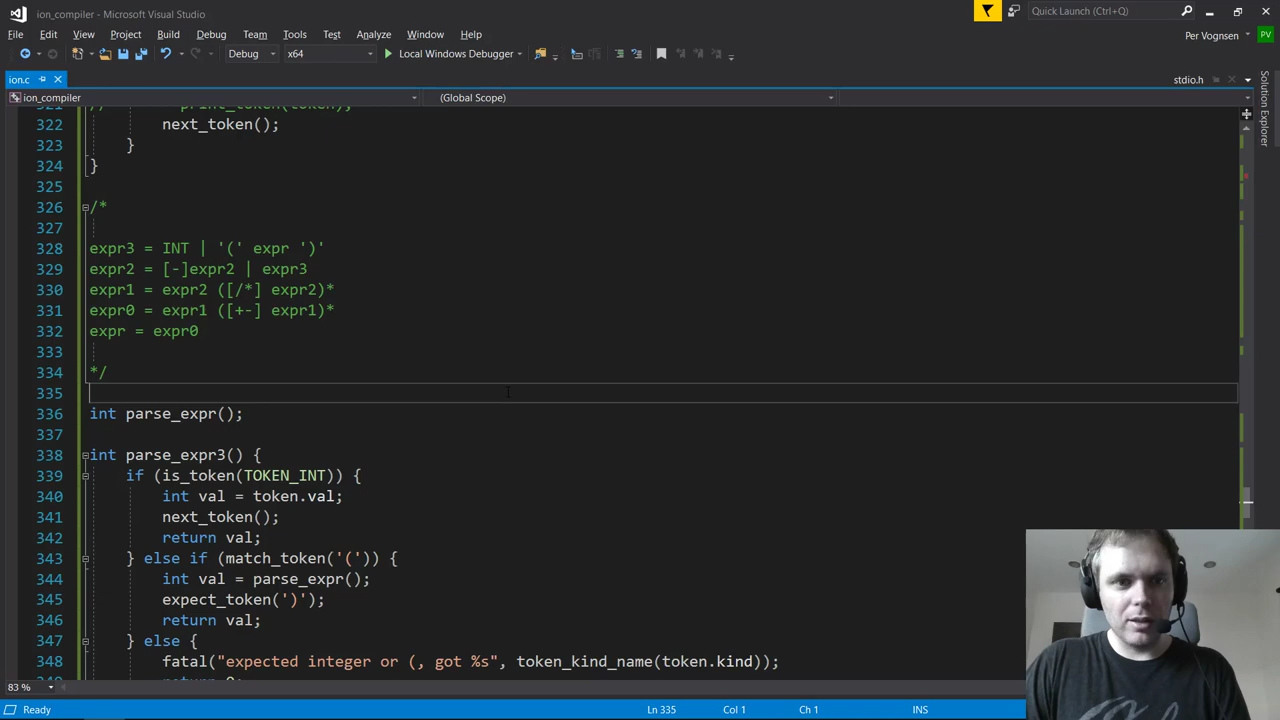 ion_compiler - Microsoft Visual Studio
Quick Launch (Ctrl+Q)
File Edit View Project Build Debug Team Tools Test Analyze Window Help
Per Vognsen PV
Debug x64 Local Windows Debugger
ion.c stdio.h
ion_compiler (Global Scope)
Solution Explorer
321 // print_token(token);
322 next_token();
323 }
324 }
325
326 /*
327
328 expr3 = INT | '(' expr ')'
329 expr2 = [-]expr2 | expr3
330 expr1 = expr2 ([/*] expr2)*
331 expr0 = expr1 ([+-] expr1)*
332 expr = expr0
333
334 */
335
336 int parse_expr();
337
338 int parse_expr3() {
339 if (is_token(TOKEN_INT)) {
340 int val = token.val;
341 next_token();
342 return val;
343 } else if (match_token('(')) {
344 int val = parse_expr();
345 expect_token(')');
346 return val;
347 } else {
348 fatal("expected integer or (, got %s", token_kind_name(token.kind));
349 return 0;
83 %
Ready Ln 335 Col 1 Ch 1 INS